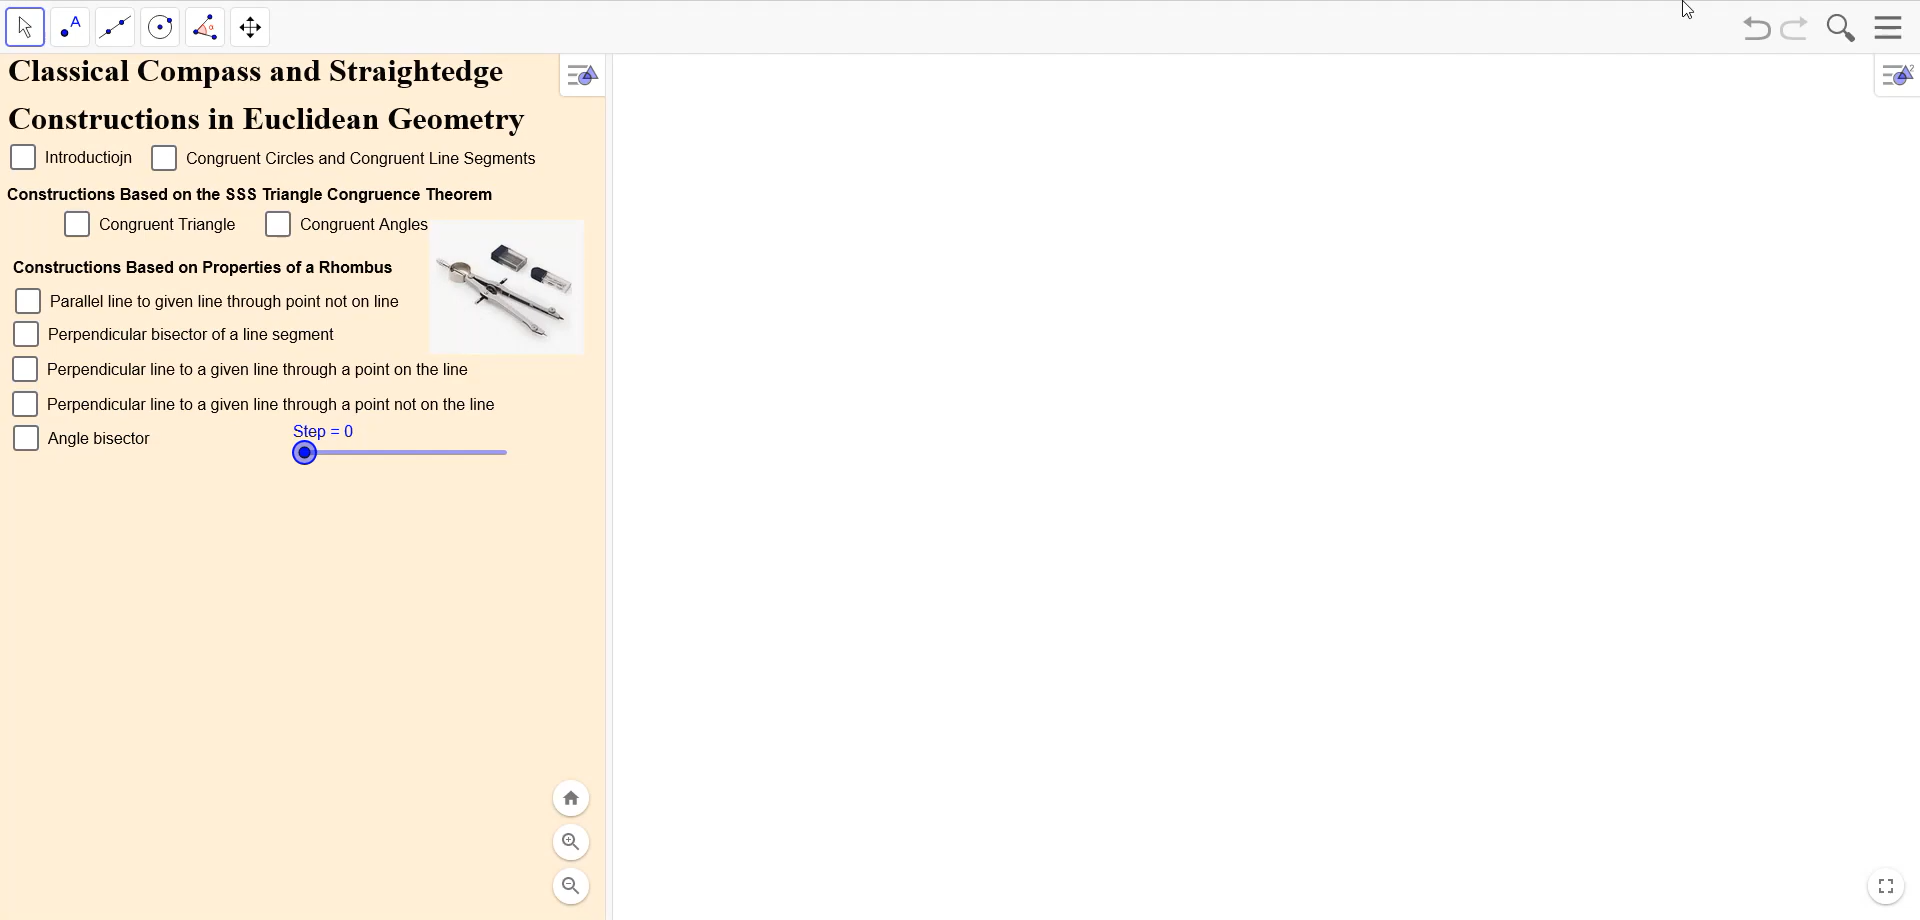 A
Classical Compass and Straightedge
Constructions in Euclidean Geometry
Introductiojn
Congruent Circles and Congruent Line Segments
Constructions Based on the SSS Triangle Congruence Theorem
Congruent Triangle
Congruent Angles
Constructions Based on Properties of a Rhombus
Parallel line to given line through point not on line
Perpendicular bisector of a line segment
Perpendicular line to a given line through a point on the line
Perpendicular line to a given line through a point not on the line
Angle bisector
Step = 0
2